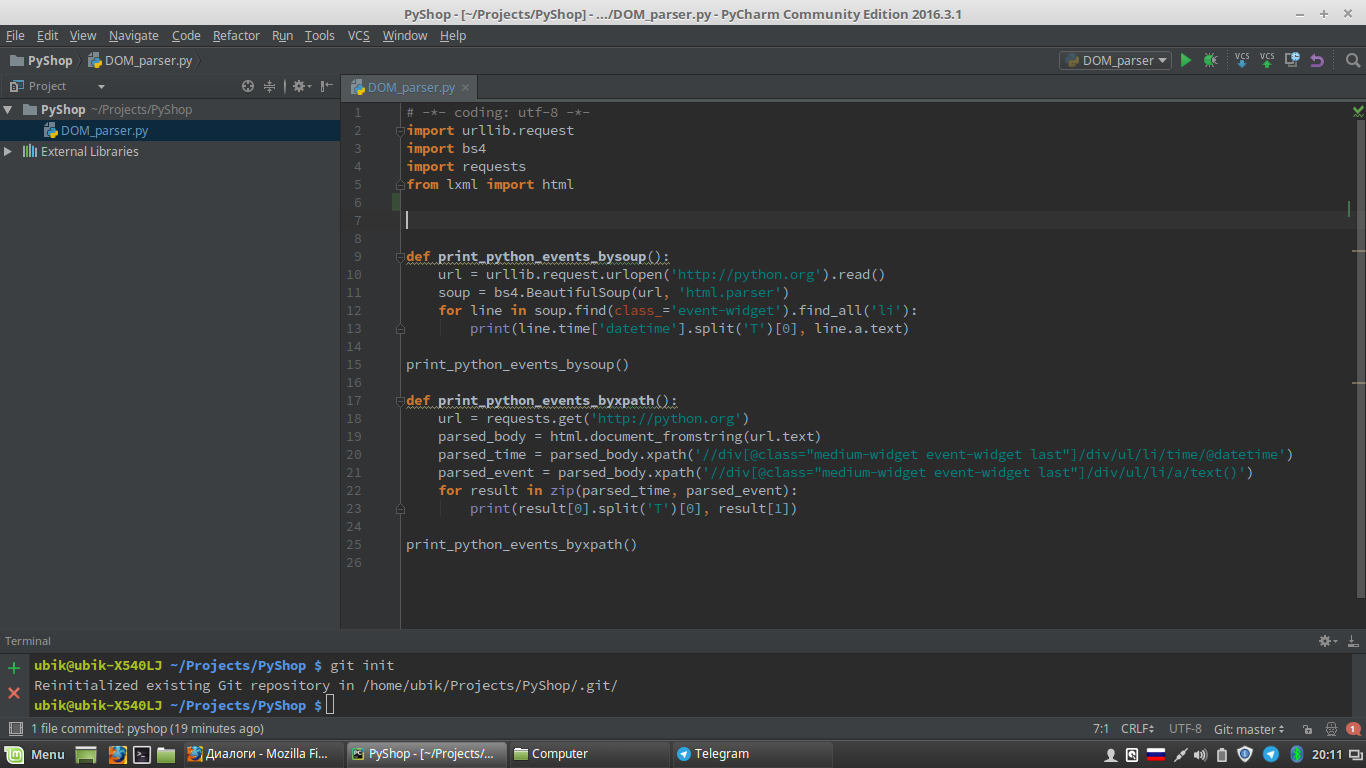 PyShop - [~/Projects/PyShop] - .../DOM_parser.py - PyCharm Community Edition 2016.3.1
File Edit View Navigate Code Refactor Run Tools VCS Window Help
PyShop DOM_parser.py DOM_parser VCS VCS
Project DOM_parser.py
PyShop ~/Projects/PyShop
DOM_parser.py
External Libraries
1 # -*- coding: utf-8 -*-
2 import urllib.request
3 import bs4
4 import requests
5 from lxml import html
6
7
8
9 def print_python_events_bysoup():
10 url = urllib.request.urlopen('http://python.org').read()
11 soup = bs4.BeautifulSoup(url, 'html.parser')
12 for line in soup.find(class_='event-widget').find_all('li'):
13 print(line.time['datetime'].split('T')[0], line.a.text)
14
15 print_python_events_bysoup()
16
17 def print_python_events_byxpath():
18 url = requests.get('http://python.org')
19 parsed_body = html.document_fromstring(url.text)
20 parsed_time = parsed_body.xpath('//div[@class="medium-widget event-widget last"]/div/ul/li/time/@datetime')
21 parsed_event = parsed_body.xpath('//div[@class="medium-widget event-widget last"]/div/ul/li/a/text()')
22 for result in zip(parsed_time, parsed_event):
23 print(result[0].split('T')[0], result[1])
24
25 print_python_events_byxpath()
26
Terminal
ubik@ubik-X540LJ ~/Projects/PyShop $ git init
Reinitialized existing Git repository in /home/ubik/Projects/PyShop/.git/
ubik@ubik-X540LJ ~/Projects/PyShop $
1 file committed: pyshop (19 minutes ago) 7:1 CRLF UTF-8 Git: master 1
Menu Диалоги - Mozilla Fi... PyShop - [~/Projects/... Computer Telegram 20:11